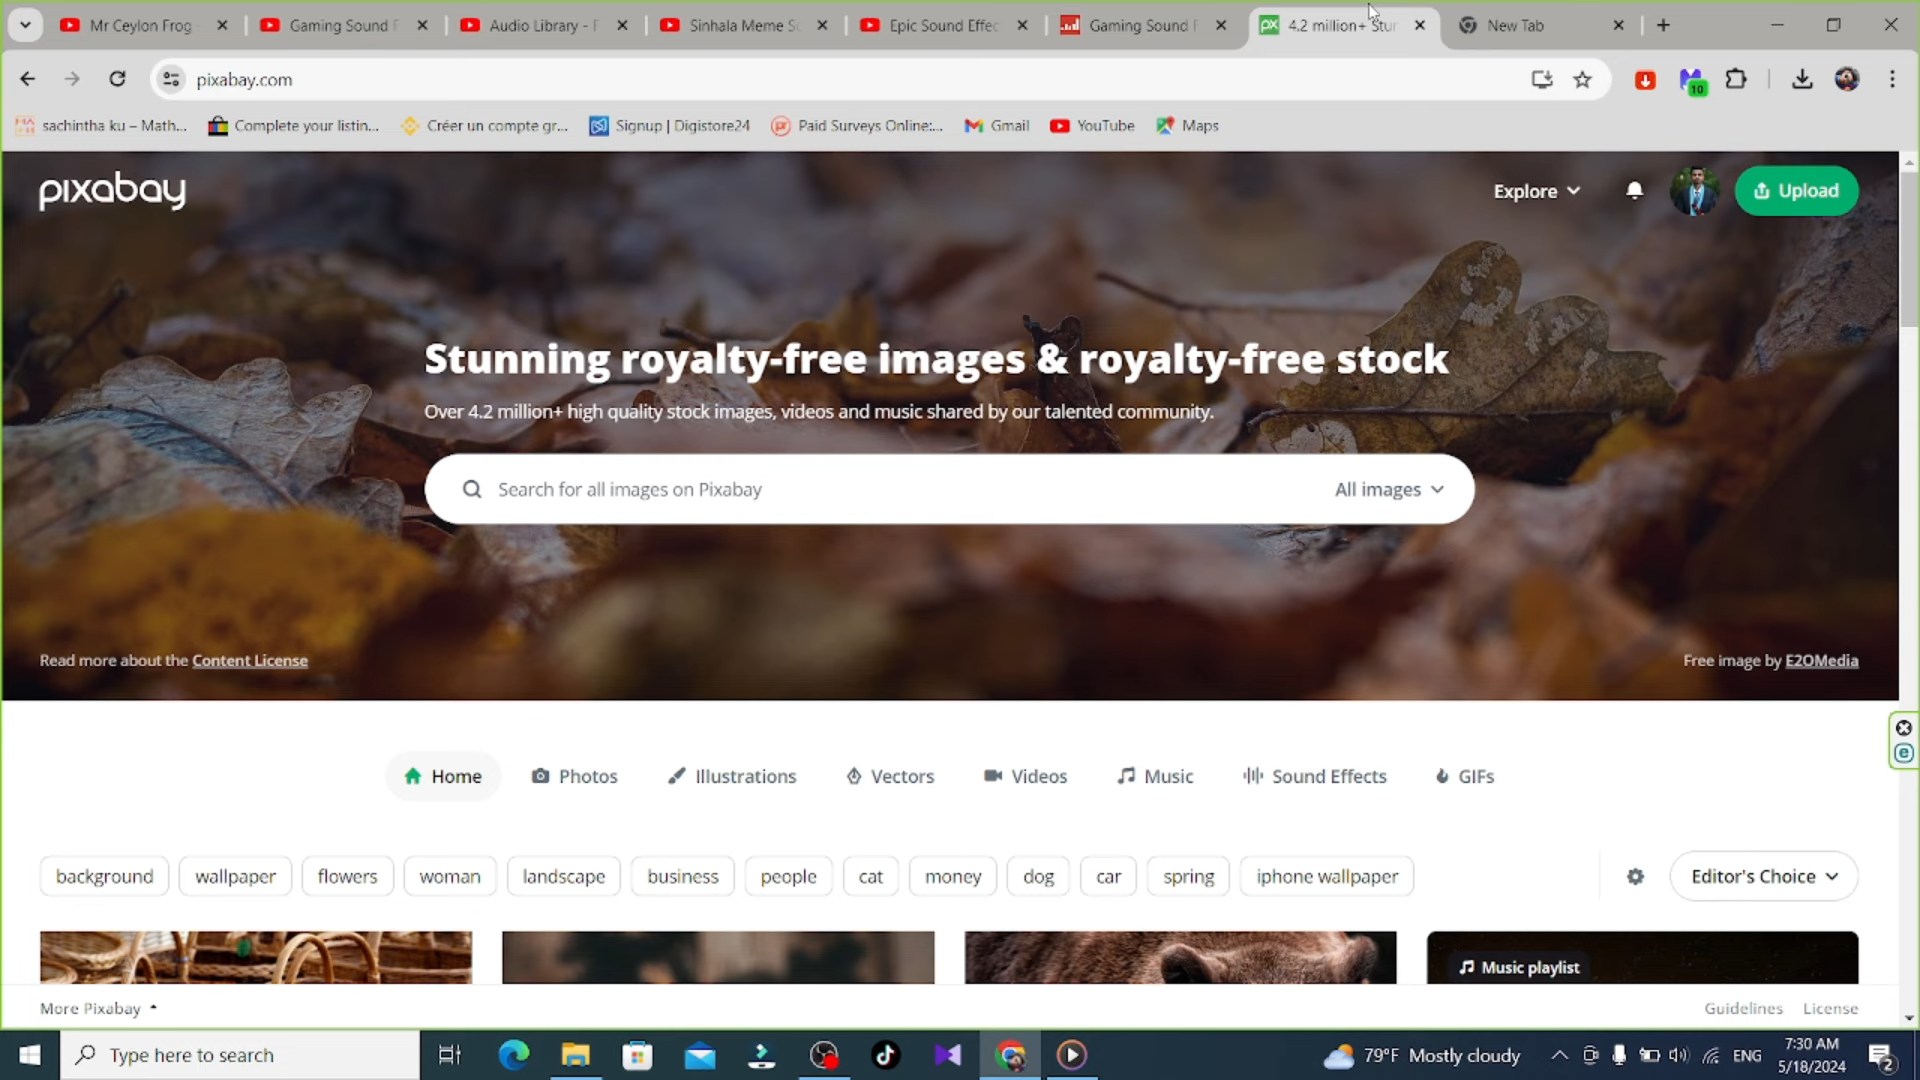 Mr Ceylon Frog
Gaming Sound
Audio Library -
Sinhala Meme S
Epic Sound Effec
Gaming Sound
4.2 million+ Stur
New Tab
pixabay.com
10
sachintha ku – Math...
Complete your listin...
Créer un compte gr...
Signup | Digistore24
Paid Surveys Online:...
Gmail
YouTube
Maps
pixabay
Explore
Upload
Stunning royalty-free images & royalty-free stock
Over 4.2 million+ high quality stock images, videos and music shared by our talented community.
Search for all images on Pixabay
All images
Read more about the Content License
Free image by E2OMedia
Home
Photos
Illustrations
Vectors
Videos
Music
Sound Effects
GIFs
background
wallpaper
flowers
woman
landscape
business
people
cat
money
dog
car
spring
iphone wallpaper
Editor's Choice
Music playlist
More Pixabay
Guidelines
License
Type here to search
79°F Mostly cloudy
ENG
7:30 AM
5/18/2024
2